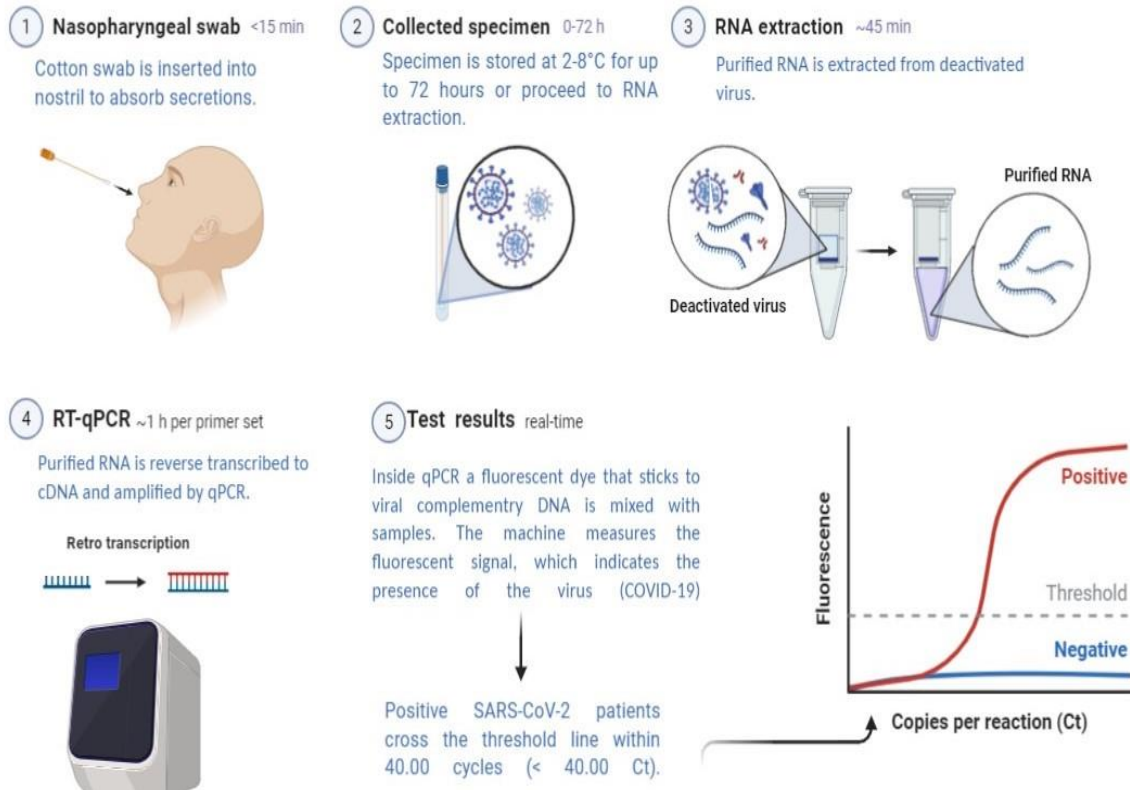 1 Nasopharyngeal swab <15 min
Cotton swab is inserted into
nostril to absorb secretions.
2 Collected specimen 0-72 h
Specimen is stored at 2-8°C for up
to 72 hours or proceed to RNA
extraction.
3 RNA extraction ~45 min
Purified RNA is extracted from deactivated
virus.
Purified RNA
Deactivated virus
4 RT-qPCR ~1 h per primer set
Purified RNA is reverse transcribed to
cDNA and amplified by qPCR.
Retro transcription
5 Test results real-time
Inside qPCR a fluorescent dye that sticks to
viral complementry DNA is mixed with
samples. The machine measures the
fluorescent signal, which indicates the
presence of the virus (COVID-19)
Positive SARS-CoV-2 patients
cross the threshold line within
40.00 cycles (< 40.00 Ct).
Fluorescence
Positive
Threshold
Negative
Copies per reaction (Ct)